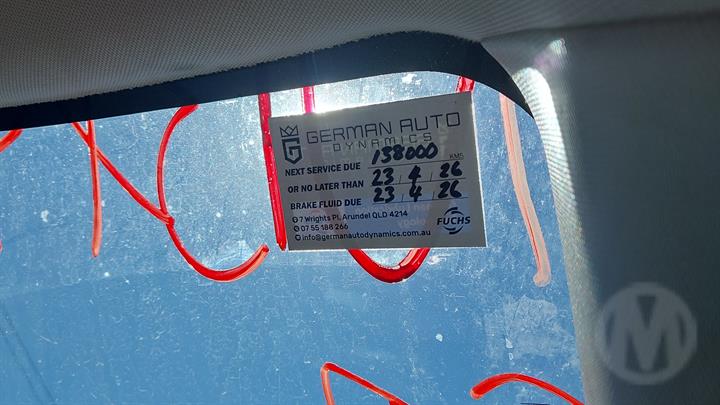 GERMAN AUTO
DYNAMICS
NEXT SERVICE DUE 138000 KMS
OR NO LATER THAN 23 / 4 / 26
BRAKE FLUID DUE 23 / 4 / 26
7 Wrights Pl, Arundel QLD 4214
07 55 188 266
info@germanautodynamics.com.au
FUCHS
M